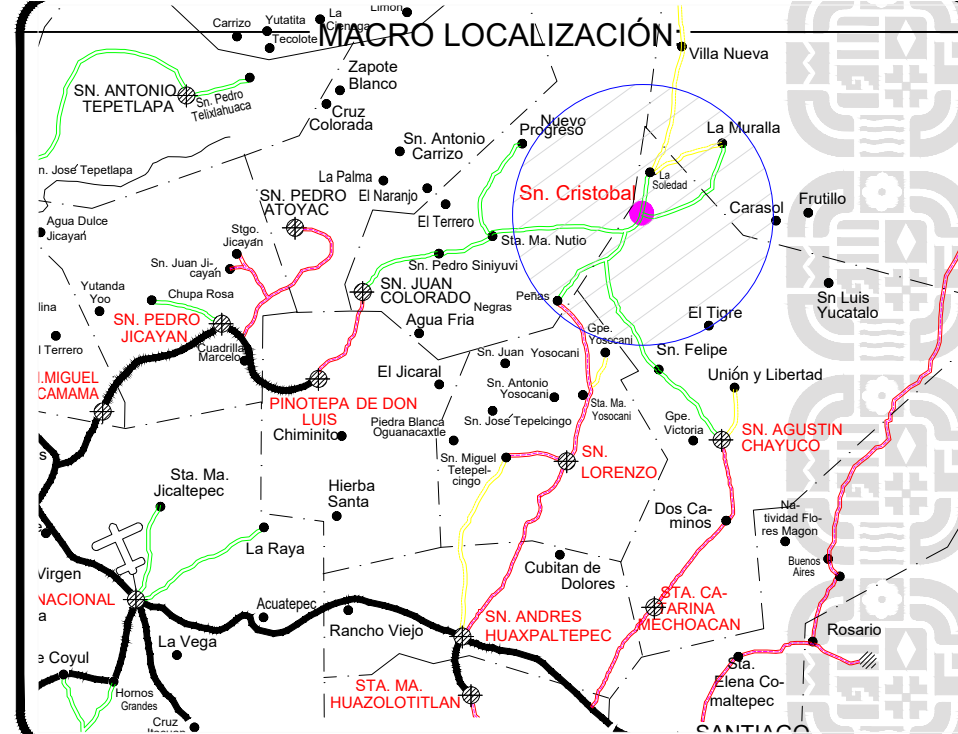 Limon
La
Cienega
Carrizo
Yutatita
Tecolote
MACRO LOCALIZACIÓN:
Villa Nueva
Zapote
Blanco
SN. ANTONIO
TEPETLAPA
Sn. Pedro
Telixlahuaca
Cruz
Colorada
Nuevo
Progreso
La Muralla
Sn. Antonio
Carrizo
n. José Tepetlapa
La Palma
El Naranjo
La
Soledad
Sn. Cristobal
SN. PEDRO
ATOYAC
El Terrero
Carasol
Frutillo
Agua Dulce
Jicayan
Stgo.
Jicayan
Sta. Ma. Nutio
Sn. Juan Ji-
cayan
Sn. Pedro Siniyuvi
Yutanda
Yoo
Chupa Rosa
SN. JUAN
COLORADO
Negras
Peñas
Sn Luis
Yucatalo
lina
SN. PEDRO
JICAYAN
Agua Fria
El Tigre
l Terrero
Cuadrilla
Marcelo
Gpe.
Yosocani
Sn. Juan
Yosocani
Sn. Felipe
.MIGUEL
CAMAMA
El Jicaral
Sn. Antonio
Yosocani
Unión y Libertad
PINOTEPA DE DON
LUIS
Sta. Ma.
Yosocani
Piedra Blanca
Oguanacaxtle
Sn. José Tepelcingo
Gpe.
Victoria
SN. AGUSTIN
CHAYUCO
Chiminito
Sn. Miguel
Tetepel-
cingo
SN.
LORENZO
s
Sta. Ma.
Jicaltepec
Hierba
Santa
Dos Ca-
minos
Na-
tividad Flo-
res Magon
La Raya
Buenos
Aires
Cubitan de
Dolores
Virgen
NACIONAL
a
STA. CA-
TARINA
MECHOACAN
Acuatepec
Rancho Viejo
SN. ANDRES
HUAXPALTEPEC
Rosario
La Vega
e Coyul
Sta.
Elena Co-
maltepec
STA. MA.
HUAZOLOTITLAN
Hornos
Grandes
Cruz
SANTIAGO